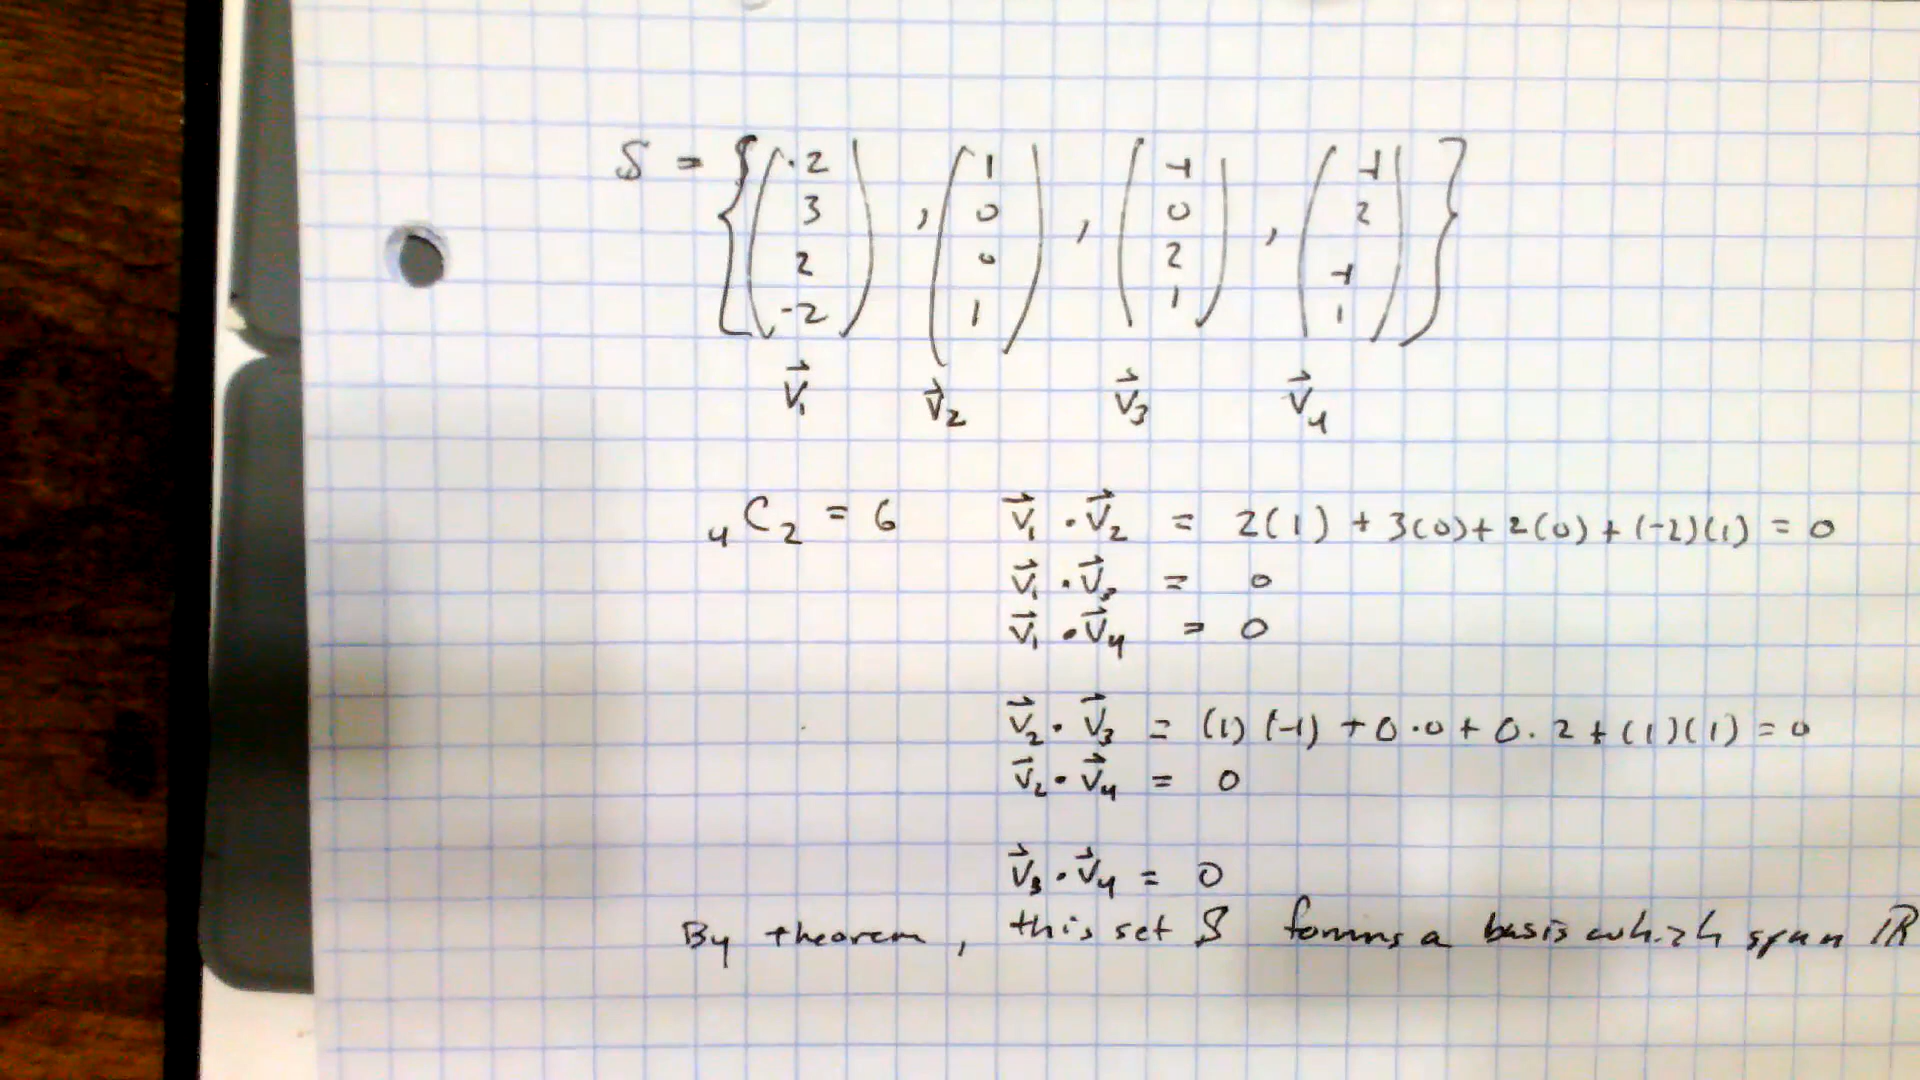 S = { (2 3 2 -2), (1 0 0 1), (-1 0 2 1), (-1 2 -1 1) }
v⃗₁ v⃗₂ v⃗₃ v⃗₄
₄C₂ = 6 v⃗₁ · v⃗₂ = 2(1) + 3(0) + 2(0) + (-2)(1) = 0
v⃗₁ · v⃗₃ = 0
v⃗₁ · v⃗₄ = 0
v⃗₂ · v⃗₃ = (1)(-1) + 0·0 + 0·2 + (1)(1) = 0
v⃗₂ · v⃗₄ = 0
v⃗₃ · v⃗₄ = 0
By theorem, this set S forms a basis which span ℝ